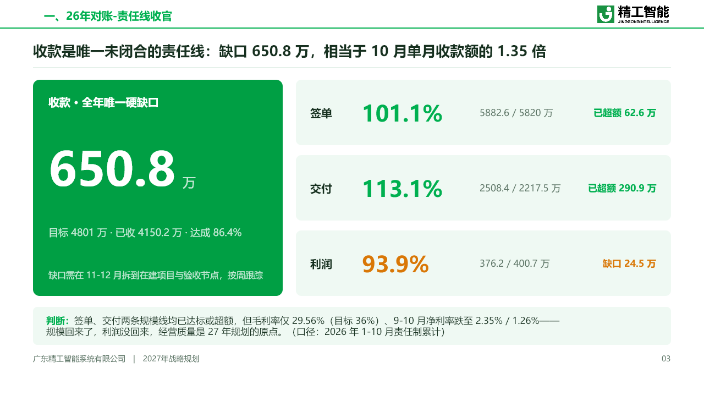 一、26年对账-责任线收官
精工智能
收款是唯一未闭合的责任线：缺口 650.8 万，相当于 10 月单月收款额的 1.35 倍
收款·全年唯一硬缺口
650.8 万
目标 4801 万 · 已收 4150.2 万 · 达成 86.4%
缺口需在 11-12 月拆到在建项目与验收节点，按周跟踪
签单 101.1% 5882.6 / 5820 万 已超额 62.6 万
交付 113.1% 2508.4 / 2217.5 万 已超额 290.9 万
利润 93.9% 376.2 / 400.7 万 缺口 24.5 万
判断：签单、交付两条规模线均已达标或超额，但毛利率仅 29.56%（目标 36%）、9-10 月净利率跌至 2.35% / 1.26%——
规模回来了，利润没回来，经营质量是 27 年规划的原点。（口径：2026 年 1-10 月责任制累计）
广东精工智能系统有限公司 | 2027年战略规划
03